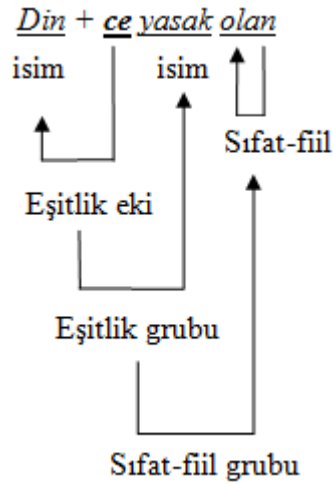 Din + ce yasak olan
isim isim
Sıfat-fiil
Eşitlik eki
Eşitlik grubu
Sıfat-fiil grubu